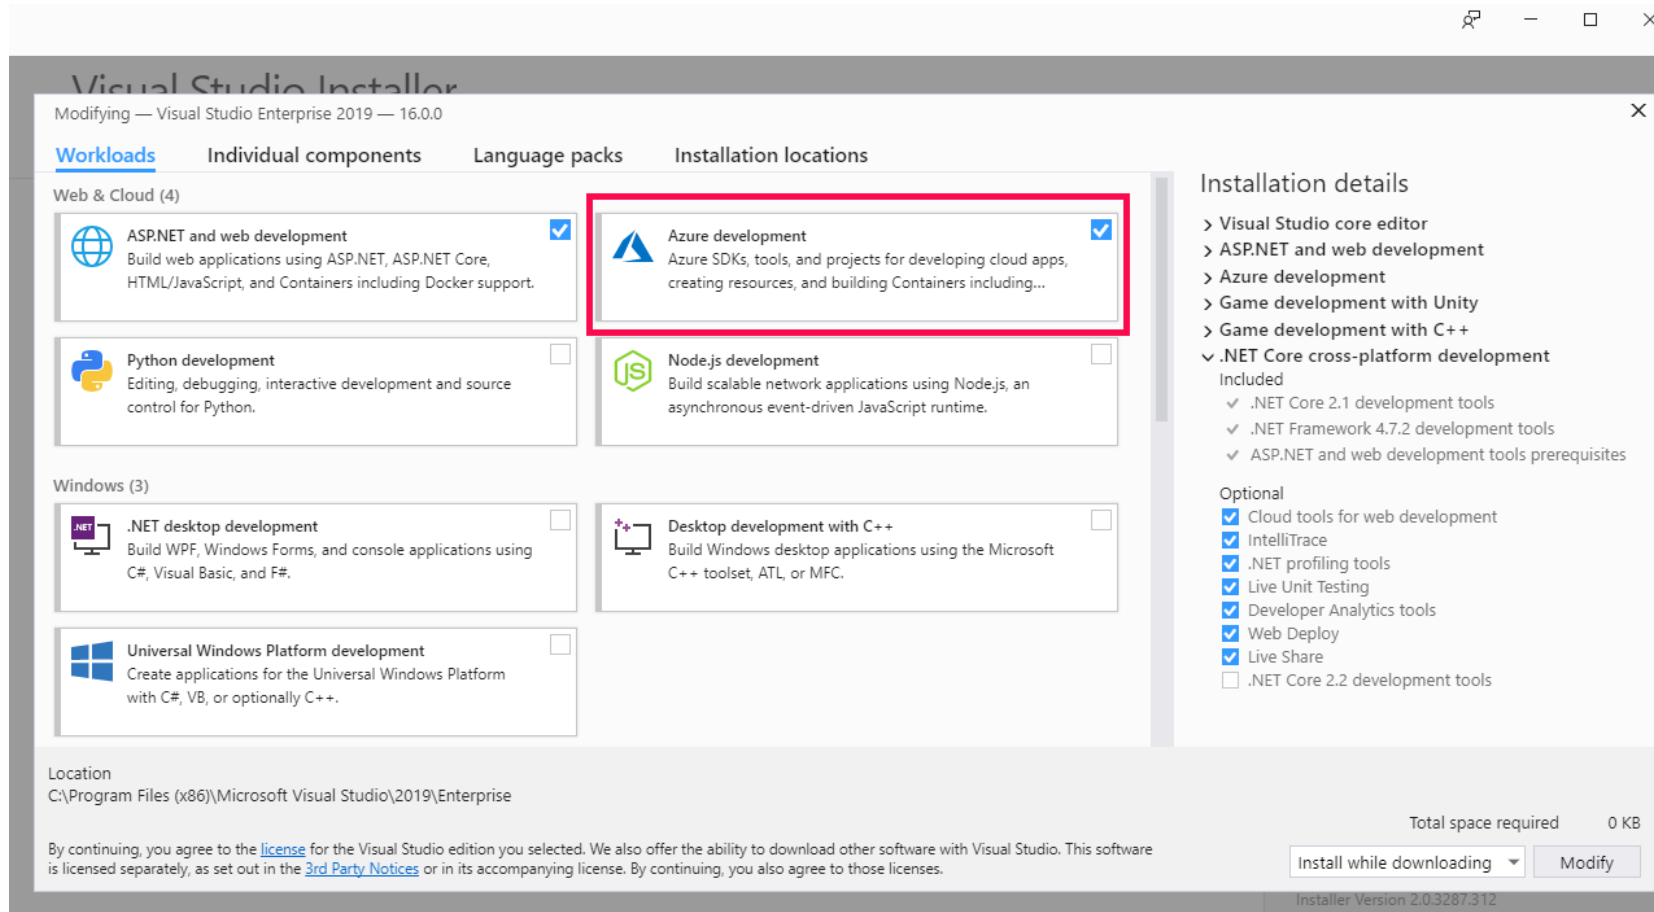 Visual Studio Installer
Modifying — Visual Studio Enterprise 2019 — 16.0.0
Workloads
Individual components
Language packs
Installation locations
Web & Cloud (4)
ASP.NET and web development
Build web applications using ASP.NET, ASP.NET Core,
HTML/JavaScript, and Containers including Docker support.
Azure development
Azure SDKs, tools, and projects for developing cloud apps,
creating resources, and building Containers including...
Python development
Editing, debugging, interactive development and source
control for Python.
JS
Node.js development
Build scalable network applications using Node.js, an
asynchronous event-driven JavaScript runtime.
Windows (3)
.NET
.NET desktop development
Build WPF, Windows Forms, and console applications using
C#, Visual Basic, and F#.
Desktop development with C++
Build Windows desktop applications using the Microsoft
C++ toolset, ATL, or MFC.
Universal Windows Platform development
Create applications for the Universal Windows Platform
with C#, VB, or optionally C++.
Installation details
Visual Studio core editor
ASP.NET and web development
Azure development
Game development with Unity
Game development with C++
.NET Core cross-platform development
Included
.NET Core 2.1 development tools
.NET Framework 4.7.2 development tools
ASP.NET and web development tools prerequisites
Optional
Cloud tools for web development
IntelliTrace
.NET profiling tools
Live Unit Testing
Developer Analytics tools
Web Deploy
Live Share
.NET Core 2.2 development tools
Location
C:\Program Files (x86)\Microsoft Visual Studio\2019\Enterprise
By continuing, you agree to the license for the Visual Studio edition you selected. We also offer the ability to download other software with Visual Studio. This software
is licensed separately, as set out in the 3rd Party Notices or in its accompanying license. By continuing, you also agree to those licenses.
Total space required 0 KB
Install while downloading
Modify
Installer Version 2.0.3287.312